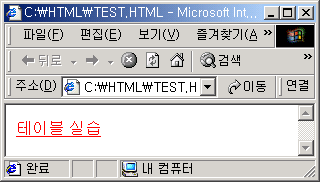 C:￦HTML￦TEST.HTML - Microsoft Int...
파일(F) 편집(E) 보기(V) 즐겨찾기(A »
뒤로 » 검색 »
주소(D) C:￦HTML￦TEST.H 이동 연결
테이블 실습
완료 내 컴퓨터